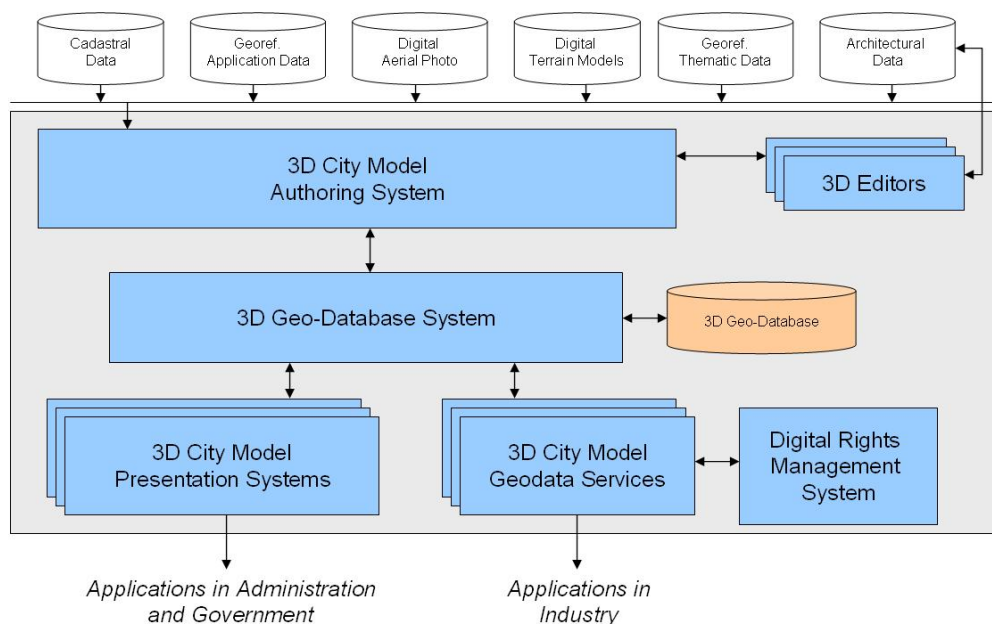 Cadastral
Data
Georef.
Application Data
Digital
Aerial Photo
Digital
Terrain Models
Georef.
Thematic Data
Architectural
Data
3D City Model
Authoring System
3D Editors
3D Geo-Database System
3D Geo-Database
3D City Model
Presentation Systems
3D City Model
Geodata Services
Digital Rights
Management
System
Applications in Administration
and Government
Applications in
Industry